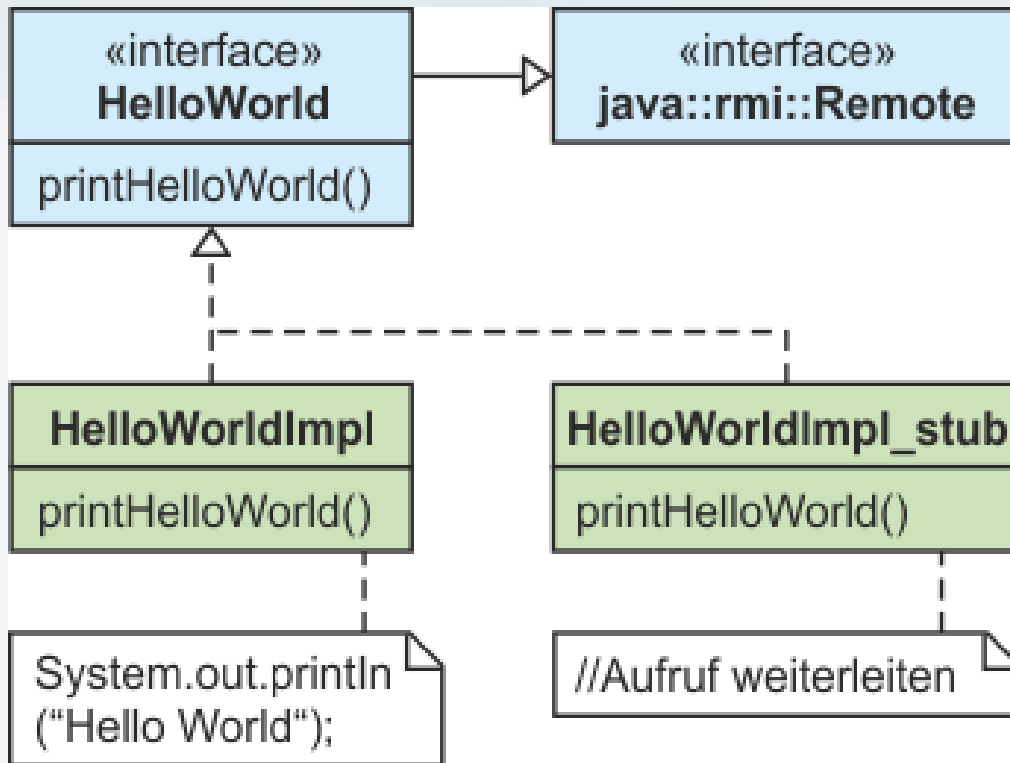 «interface»
HelloWorld
printHelloWorld()
«interface»
java::rmi::Remote
HelloWorldImpl
printHelloWorld()
HelloWorldImpl_stub
printHelloWorld()
System.out.println
(“Hello World“);
//Aufruf weiterleiten